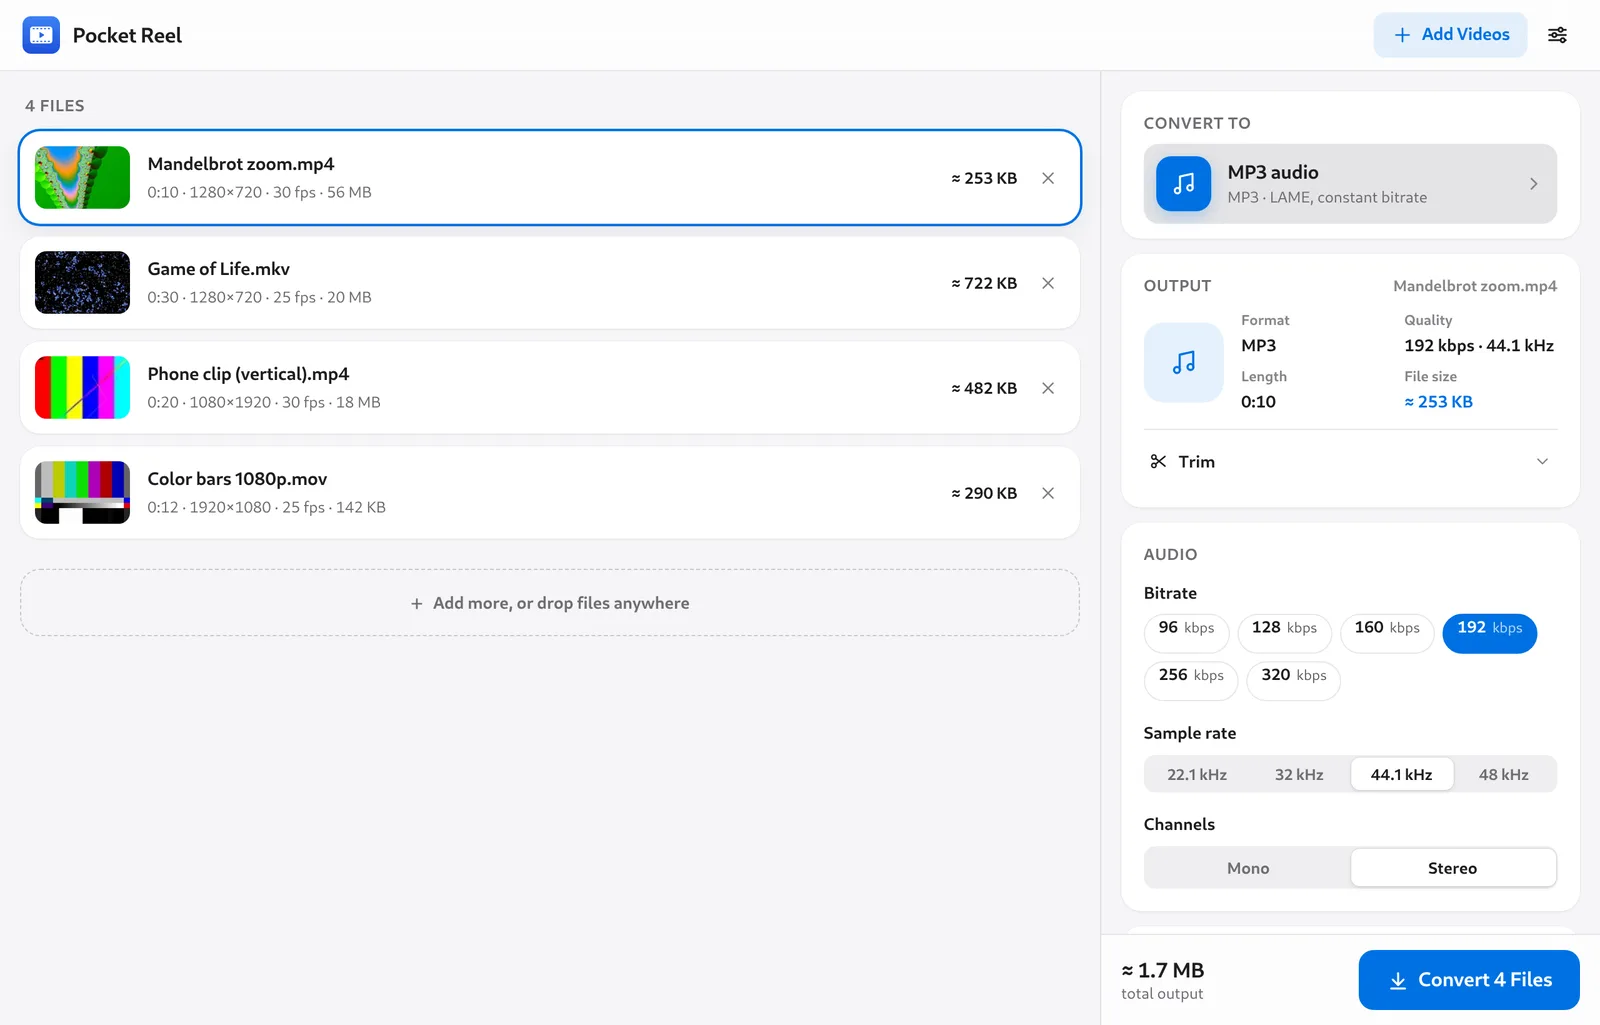 Pocket Reel
Add Videos
4 FILES
Mandelbrot zoom.mp4
0:10 · 1280×720 · 30 fps · 56 MB
≈ 253 KB
Game of Life.mkv
0:30 · 1280×720 · 25 fps · 20 MB
≈ 722 KB
Phone clip (vertical).mp4
0:20 · 1080×1920 · 30 fps · 18 MB
≈ 482 KB
Color bars 1080p.mov
0:12 · 1920×1080 · 25 fps · 142 KB
≈ 290 KB
+ Add more, or drop files anywhere
CONVERT TO
MP3 audio
MP3 · LAME, constant bitrate
OUTPUT
Mandelbrot zoom.mp4
Format
MP3
Quality
192 kbps · 44.1 kHz
Length
0:10
File size
≈ 253 KB
Trim
AUDIO
Bitrate
96 kbps
128 kbps
160 kbps
192 kbps
256 kbps
320 kbps
Sample rate
22.1 kHz
32 kHz
44.1 kHz
48 kHz
Channels
Mono
Stereo
≈ 1.7 MB
total output
Convert 4 Files